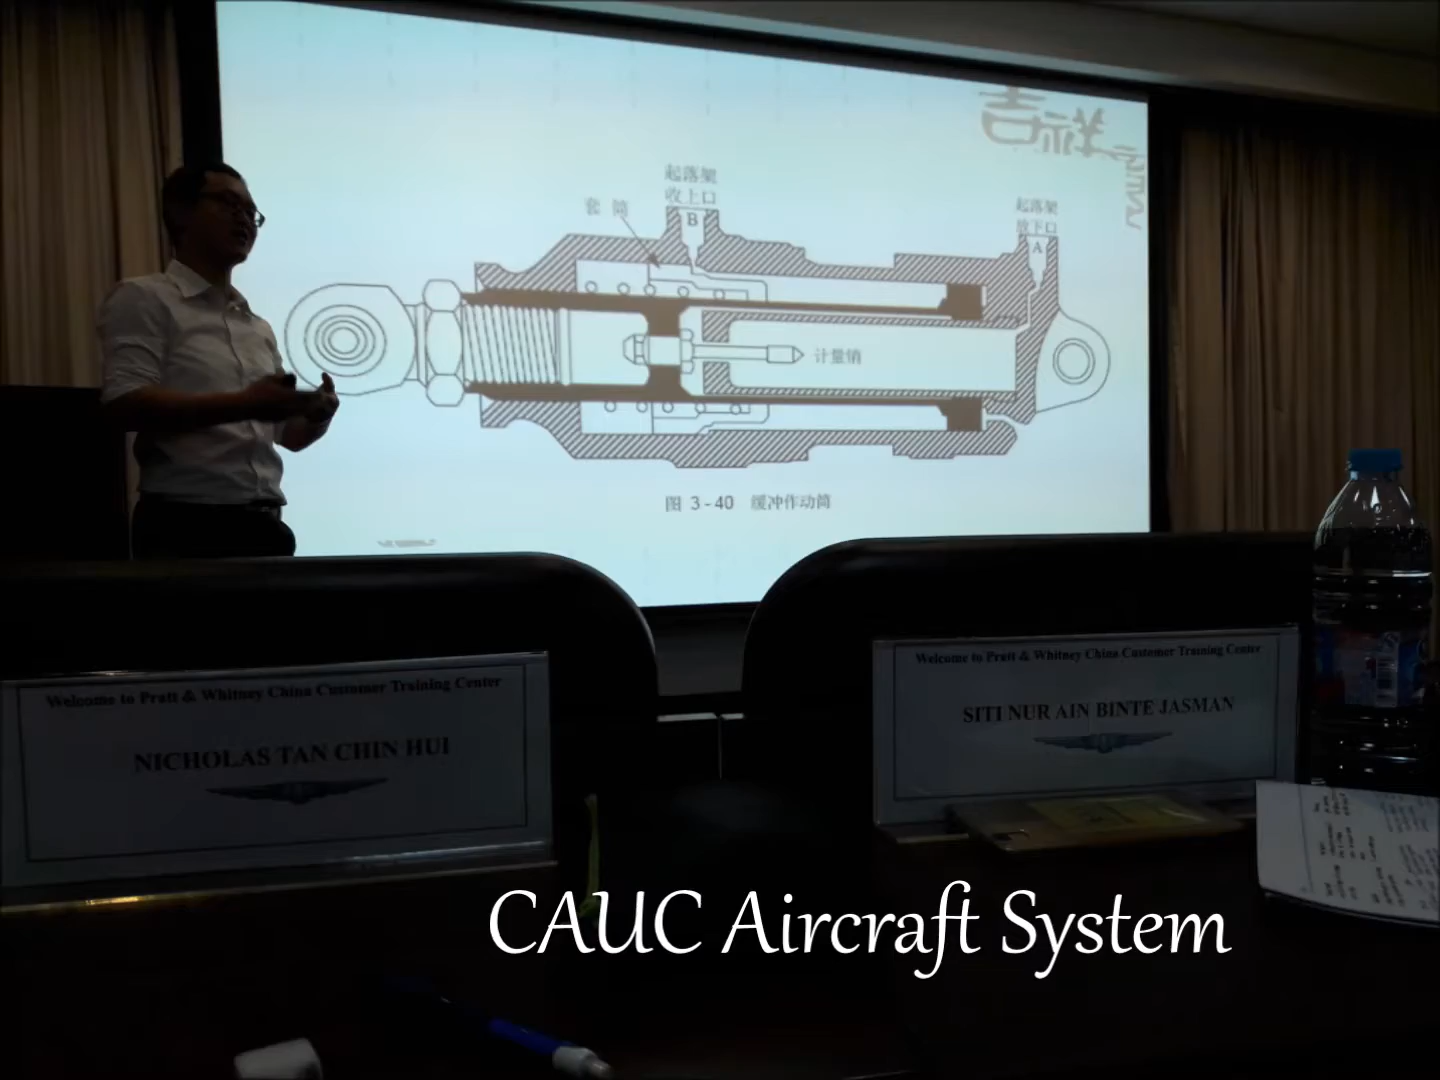 吉祥
起落架
收上口
套 筒
B
起落架
放下口
A
计量销
图 3-40 缓冲作动筒
Welcome to Pratt & Whitney China Customer Training Center
NICHOLAS TAN CHIN HUI
Welcome to Pratt & Whitney China Customer Training Center
SITI NUR AIN BINTE JASMAN
CAUC Aircraft System